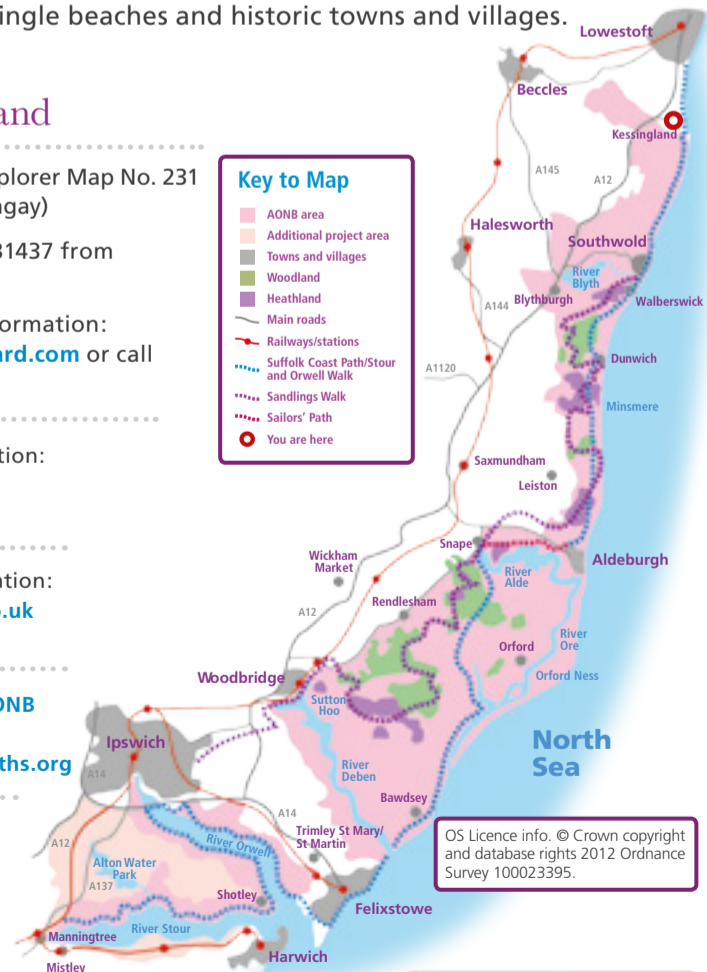 ingle beaches and historic towns and villages.
and
plorer Map No. 231
ngay)
31437 from
formation:
ard.com or call
tion:
ation:
o.uk
ONB
ths.org
Key to Map
AONB area
Additional project area
Towns and villages
Woodland
Heathland
Main roads
Railways/stations
Suffolk Coast Path/Stour
and Orwell Walk
Sandlings Walk
Sailors' Path
You are here
Lowestoft
Beccles
Kessingland
A145
A12
Halesworth
Southwold
River
Blyth
Blythburgh
Walberswick
A144
Dunwich
A1120
Minsmere
Saxmundham
Leiston
Snape
Aldeburgh
Wickham
Market
River
Alde
Rendlesham
A12
River
Ore
Orford
Orford Ness
Woodbridge
Sutton
Hoo
North
Sea
Ipswich
River
Deben
A14
Bawdsey
A14
Trimley St Mary/
St Martin
OS Licence info. © Crown copyright
and database rights 2012 Ordnance
Survey 100023395.
A12
River Orwell
Alton Water
Park
A137
Shotley
Felixstowe
River Stour
Manningtree
Mistley
Harwich